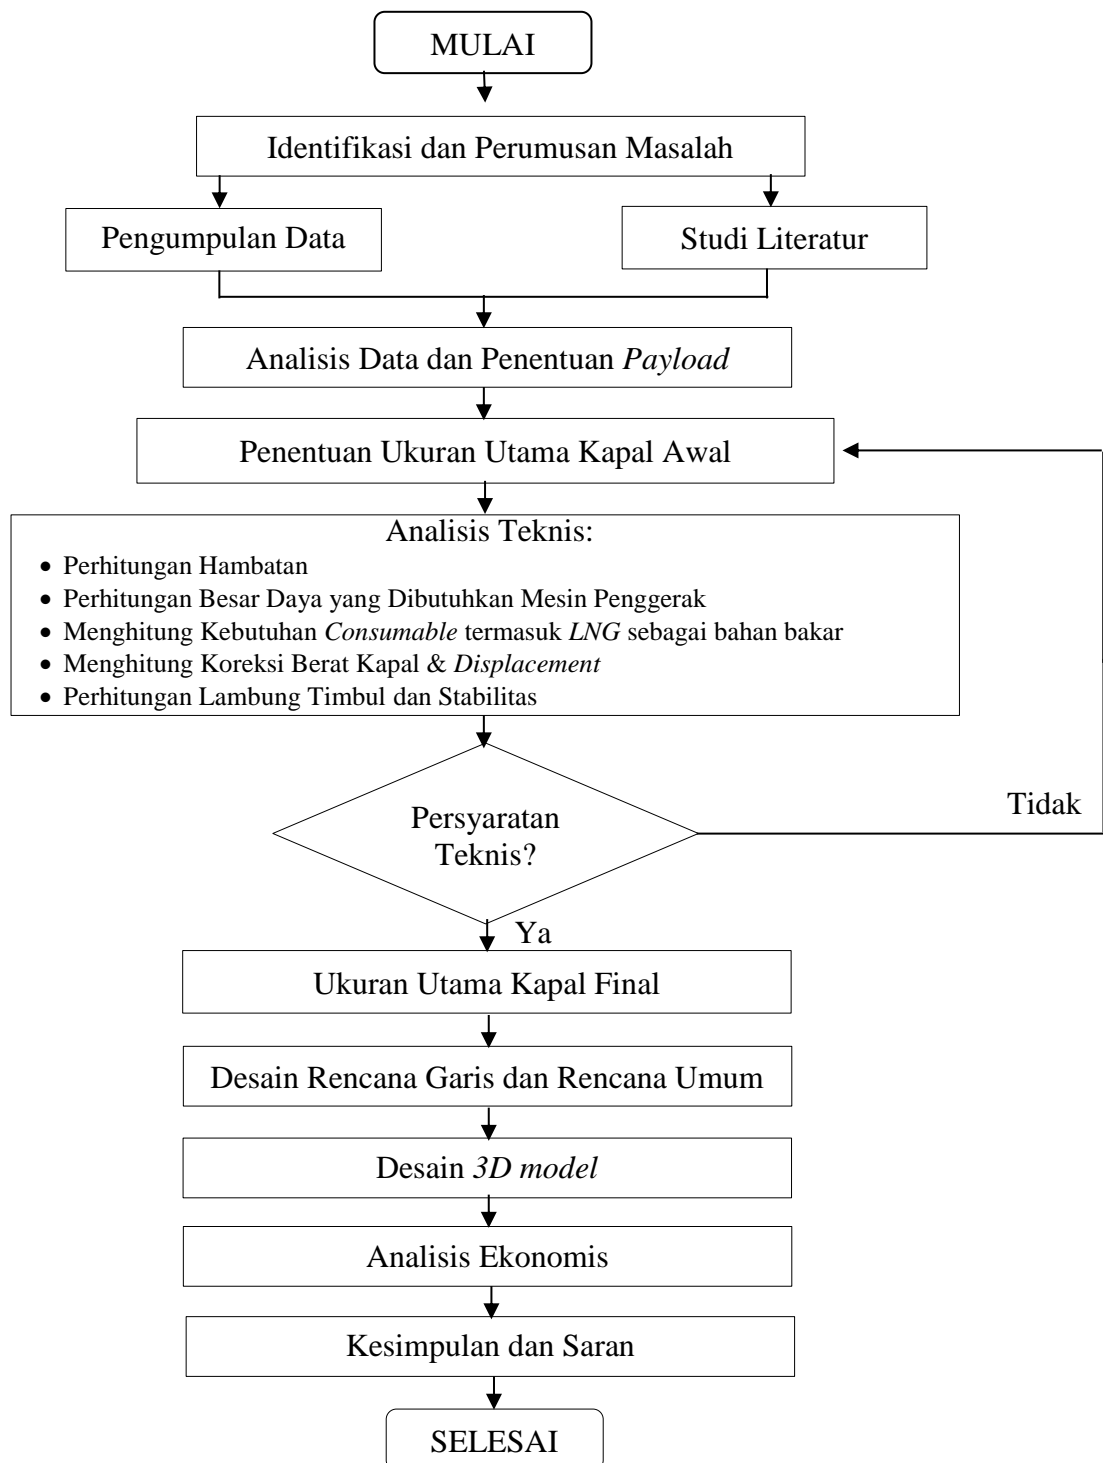 MULAI
Identifikasi dan Perumusan Masalah
Pengumpulan Data
Studi Literatur
Analisis Data dan Penentuan Payload
Penentuan Ukuran Utama Kapal Awal
Analisis Teknis:
• Perhitungan Hambatan
• Perhitungan Besar Daya yang Dibutuhkan Mesin Penggerak
• Menghitung Kebutuhan Consumable termasuk LNG sebagai bahan bakar
• Menghitung Koreksi Berat Kapal & Displacement
• Perhitungan Lambung Timbul dan Stabilitas
Persyaratan
Teknis?
Tidak
Ya
Ukuran Utama Kapal Final
Desain Rencana Garis dan Rencana Umum
Desain 3D model
Analisis Ekonomis
Kesimpulan dan Saran
SELESAI